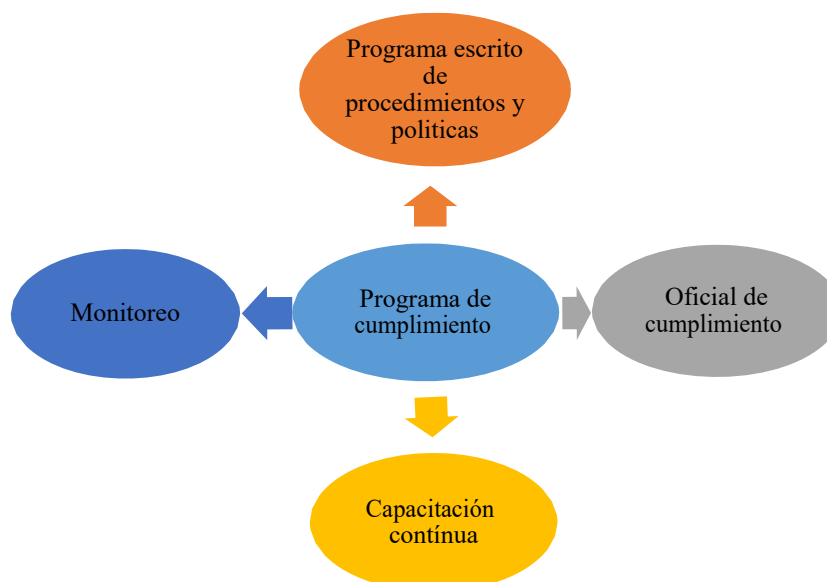 Programa escrito
de
procedimientos y
politicas
Monitoreo
Programa de
cumplimiento
Oficial de
cumplimiento
Capacitación
contínua